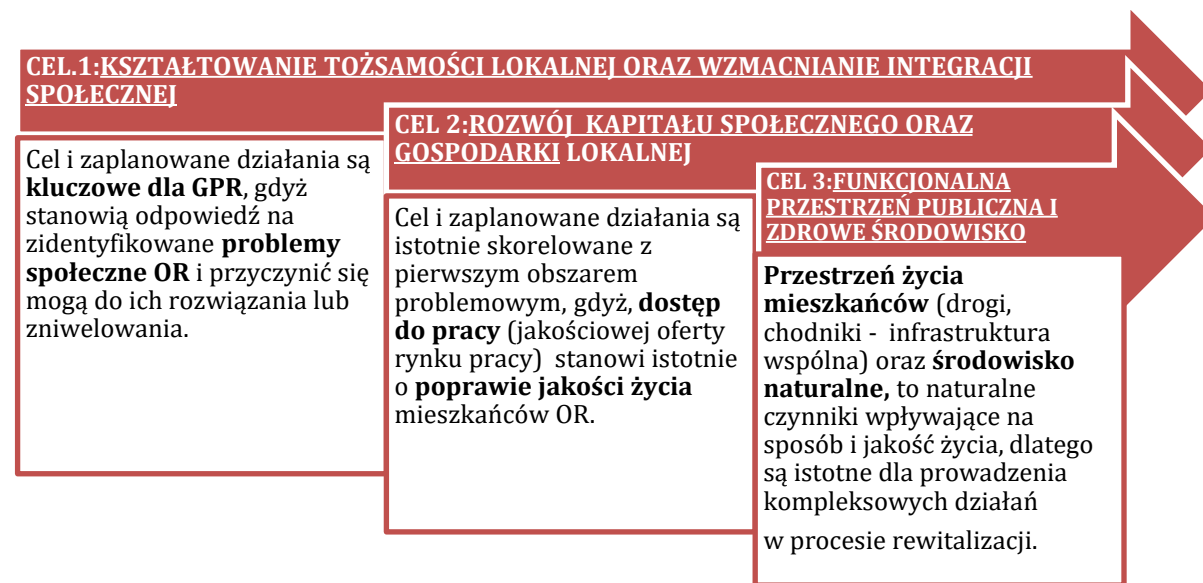 CEL.1:KSZTAŁTOWANIE TOŻSAMOŚCI LOKALNEJ ORAZ WZMACNIANIE INTEGRACJI
SPOŁECZNEJ
Cel i zaplanowane działania są
kluczowe dla GPR, gdyż
stanowią odpowiedź na
zidentyfikowane problemy
społeczne OR i przyczynić się
mogą do ich rozwiązania lub
zniwelowania.
CEL 2:ROZWÓJ KAPITAŁU SPOŁECZNEGO ORAZ
GOSPODARKI LOKALNEJ
Cel i zaplanowane działania są
istotnie skorelowane z
pierwszym obszarem
problemowym, gdyż, dostęp
do pracy (jakościowej oferty
rynku pracy) stanowi istotnie
o poprawie jakości życia
mieszkańców OR.
CEL 3:FUNKCJONALNA
PRZESTRZEŃ PUBLICZNA I
ZDROWE ŚRODOWISKO
Przestrzeń życia
mieszkańców (drogi,
chodniki - infrastruktura
wspólna) oraz środowisko
naturalne, to naturalne
czynniki wpływające na
sposób i jakość życia, dlatego
są istotne dla prowadzenia
kompleksowych działań
w procesie rewitalizacji.